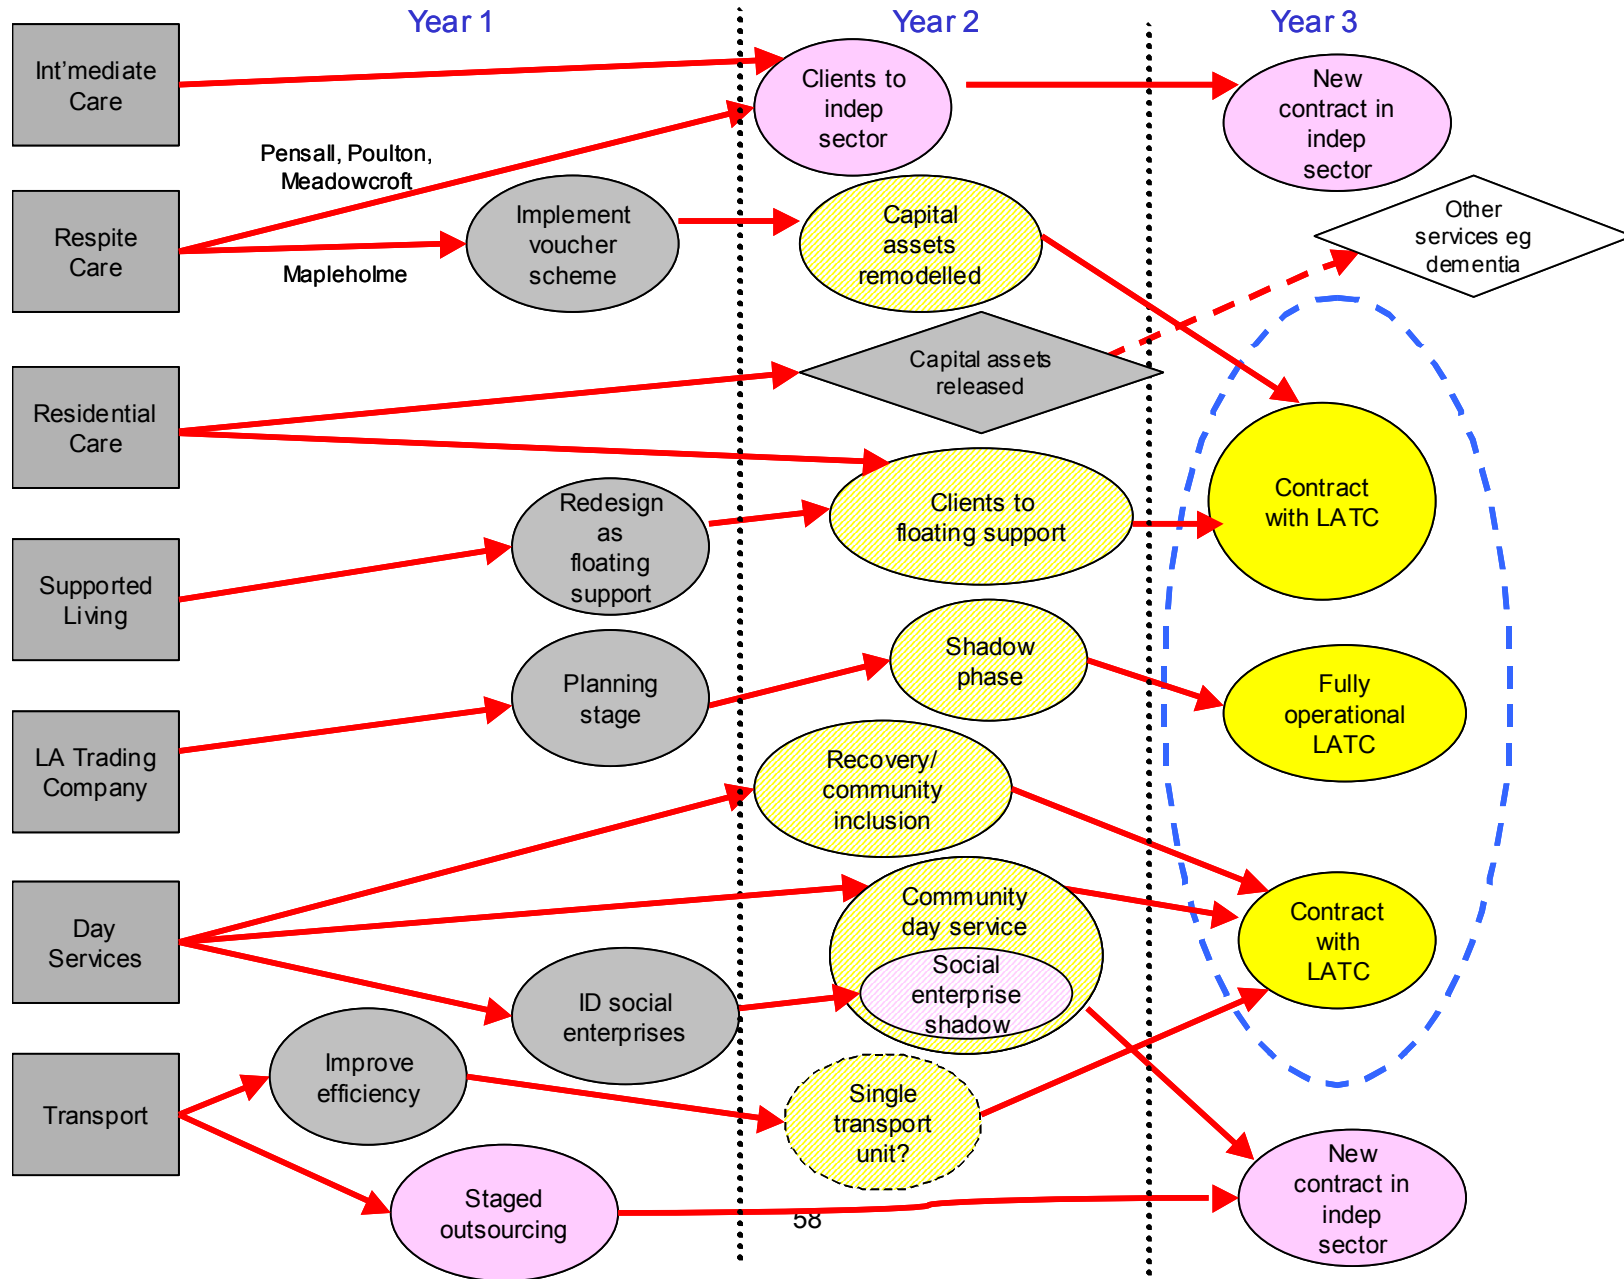 Year 1
Year 2
Year 3
Int'mediate
Care
Clients to
indep
sector
New
contract in
indep
sector
Pensall, Poulton,
Meadowcroft
Respite
Care
Mapleholme
Implement
voucher
scheme
Capital
assets
remodelled
Other
services eg
dementia
Residential
Care
Capital assets
released
Supported
Living
Redesign
as
floating
support
Clients to
floating support
Contract
with LATC
LA Trading
Company
Planning
stage
Shadow
phase
Fully
operational
LATC
Day
Services
Recovery/
community
inclusion
Community
day service
Social
enterprise
shadow
ID social
enterprises
Contract
with
LATC
Transport
Improve
efficiency
Single
transport
unit?
Staged
outsourcing
New
contract in
indep
sector
58